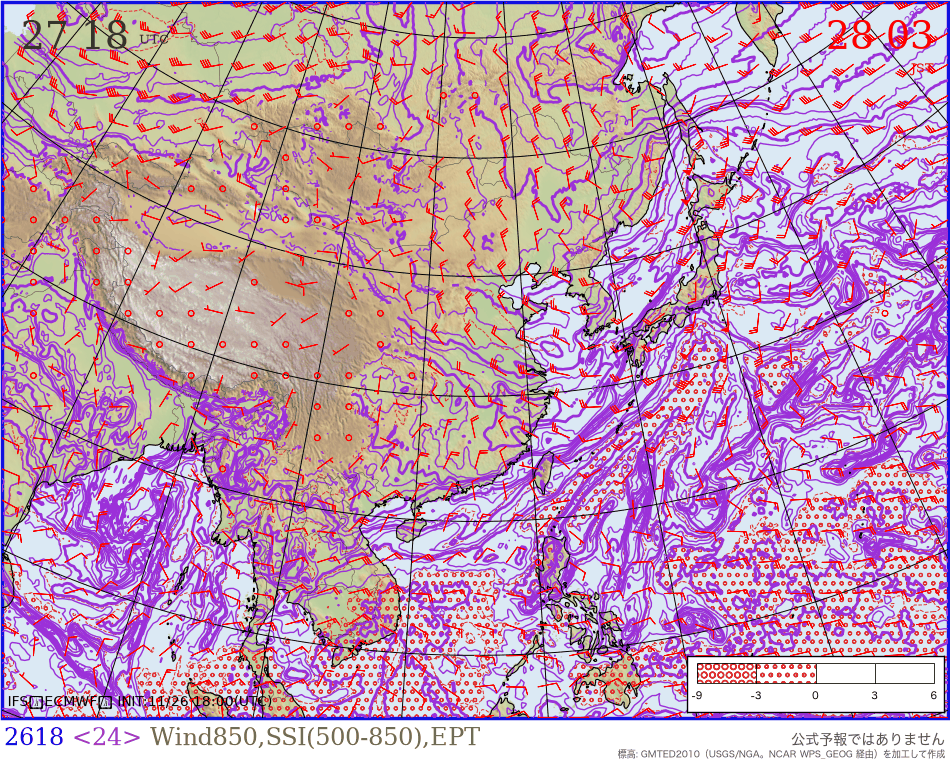 27 18 UTC
28 03
JST
-9 -3 0 3 6
IFS□ECMWF□ INIT:11/26 18:00(UTC)
2618 <24> Wind850,SSI(500-850),EPT
公式予報ではありません
標高: GMTED2010（USGS/NGA。NCAR WPS_GEOG 経由）を加工して作成